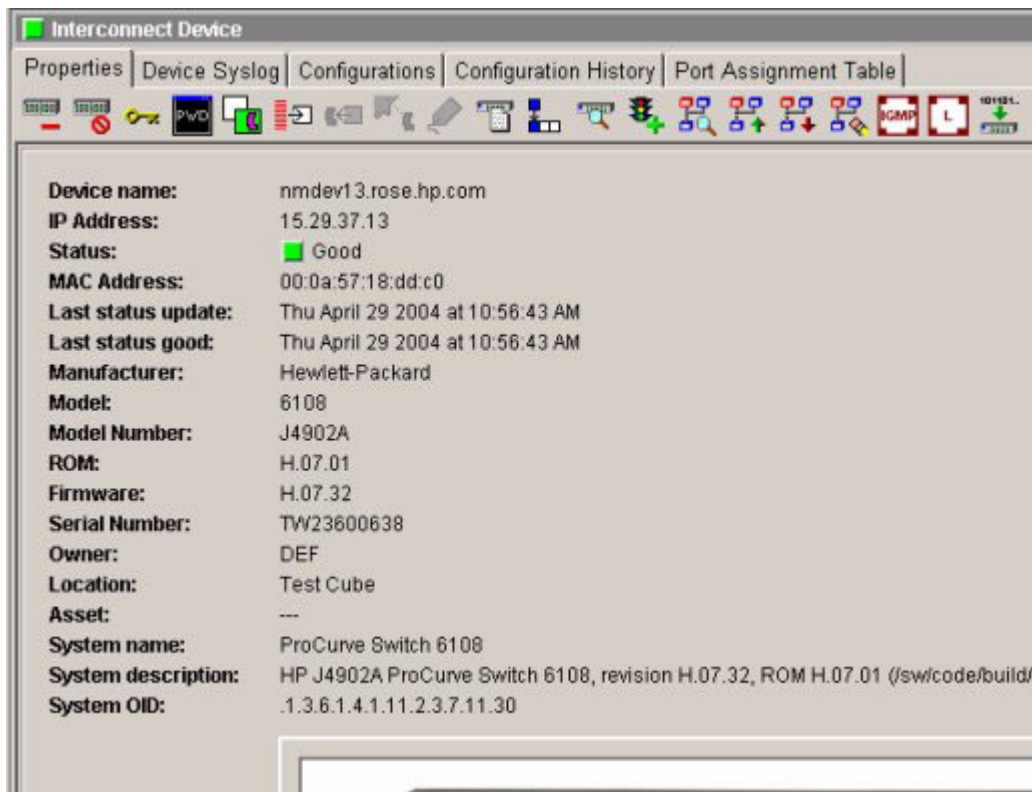 Interconnect Device
Properties Device Syslog Configurations Configuration History Port Assignment Table
PWD IGMP L 101101..
Device name: nmdev13.rose.hp.com
IP Address: 15.29.37.13
Status: Good
MAC Address: 00:0a:57:18:dd:c0
Last status update: Thu April 29 2004 at 10:56:43 AM
Last status good: Thu April 29 2004 at 10:56:43 AM
Manufacturer: Hewlett-Packard
Model: 6108
Model Number: J4902A
ROM: H.07.01
Firmware: H.07.32
Serial Number: TW23600638
Owner: DEF
Location: Test Cube
Asset: ---
System name: ProCurve Switch 6108
System description: HP J4902A ProCurve Switch 6108, revision H.07.32, ROM H.07.01 (/sw/code/build/
System OID: .1.3.6.1.4.1.11.2.3.7.11.30